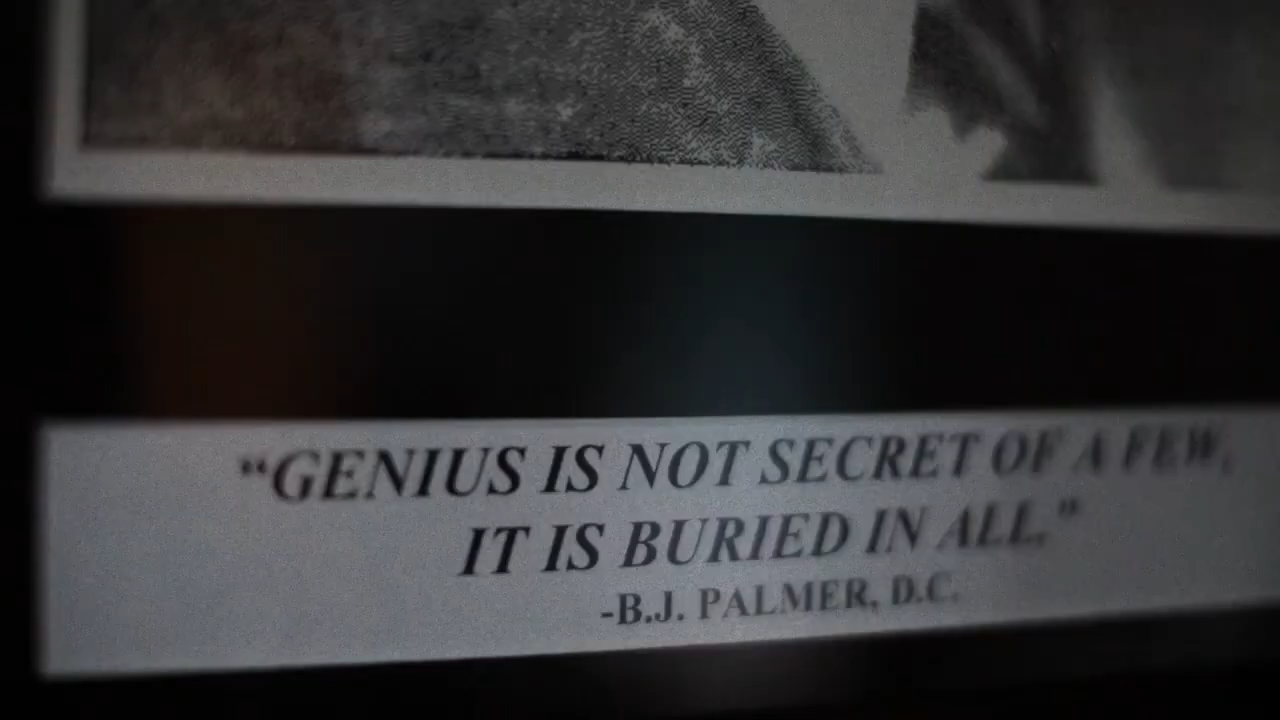 “GENIUS IS NOT SECRET OF A FEW,
IT IS BURIED IN ALL.”
-B.J. PALMER, D.C.